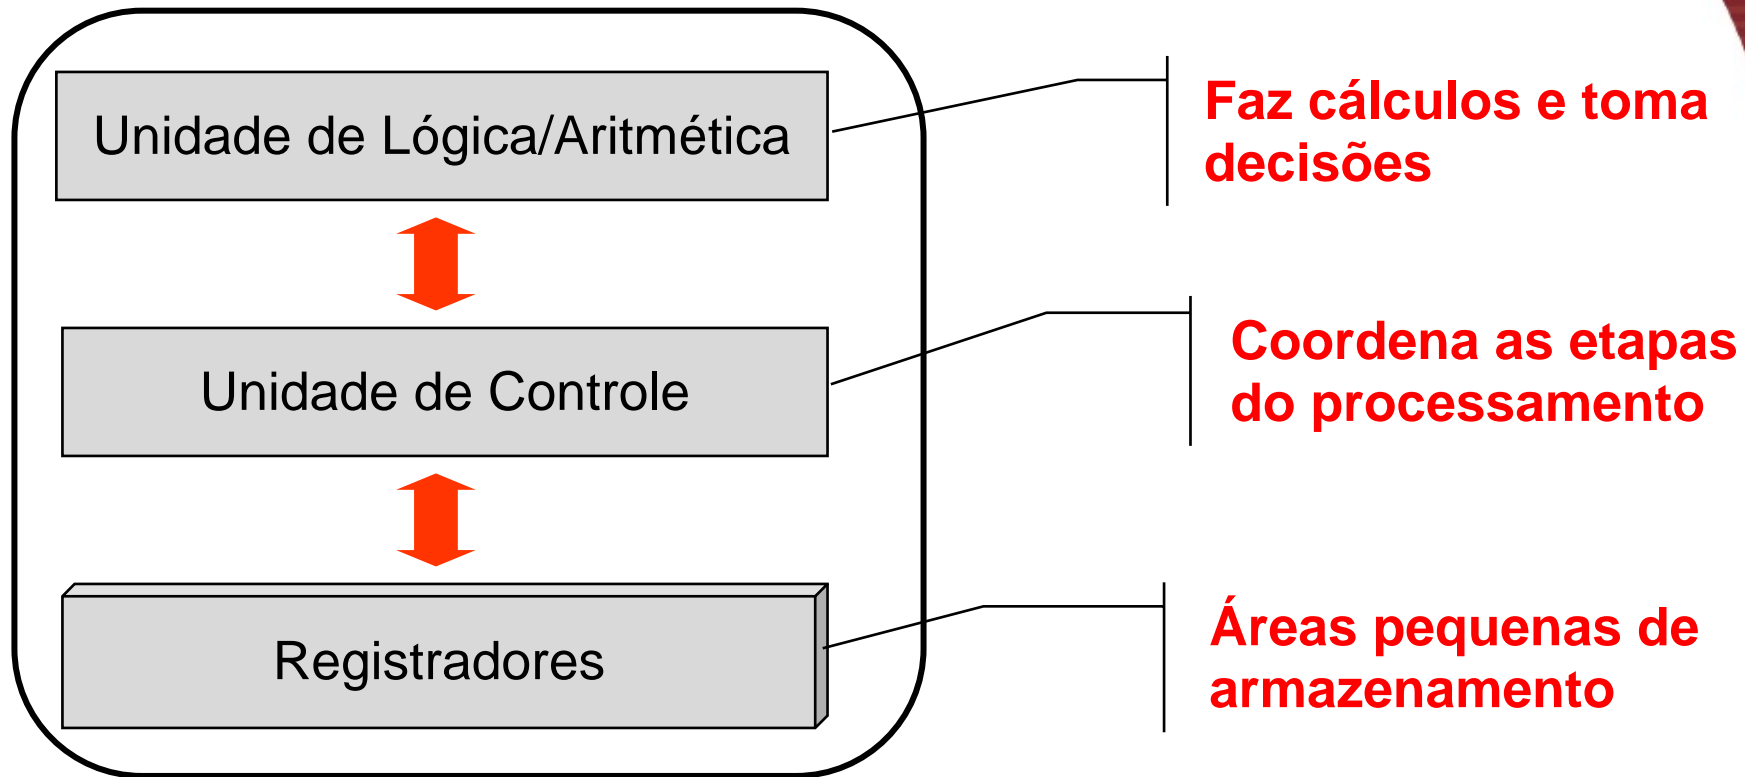 Unidade de Lógica/Aritmética
Faz cálculos e toma
decisões
Unidade de Controle
Coordena as etapas
do processamento
Registradores
Áreas pequenas de
armazenamento